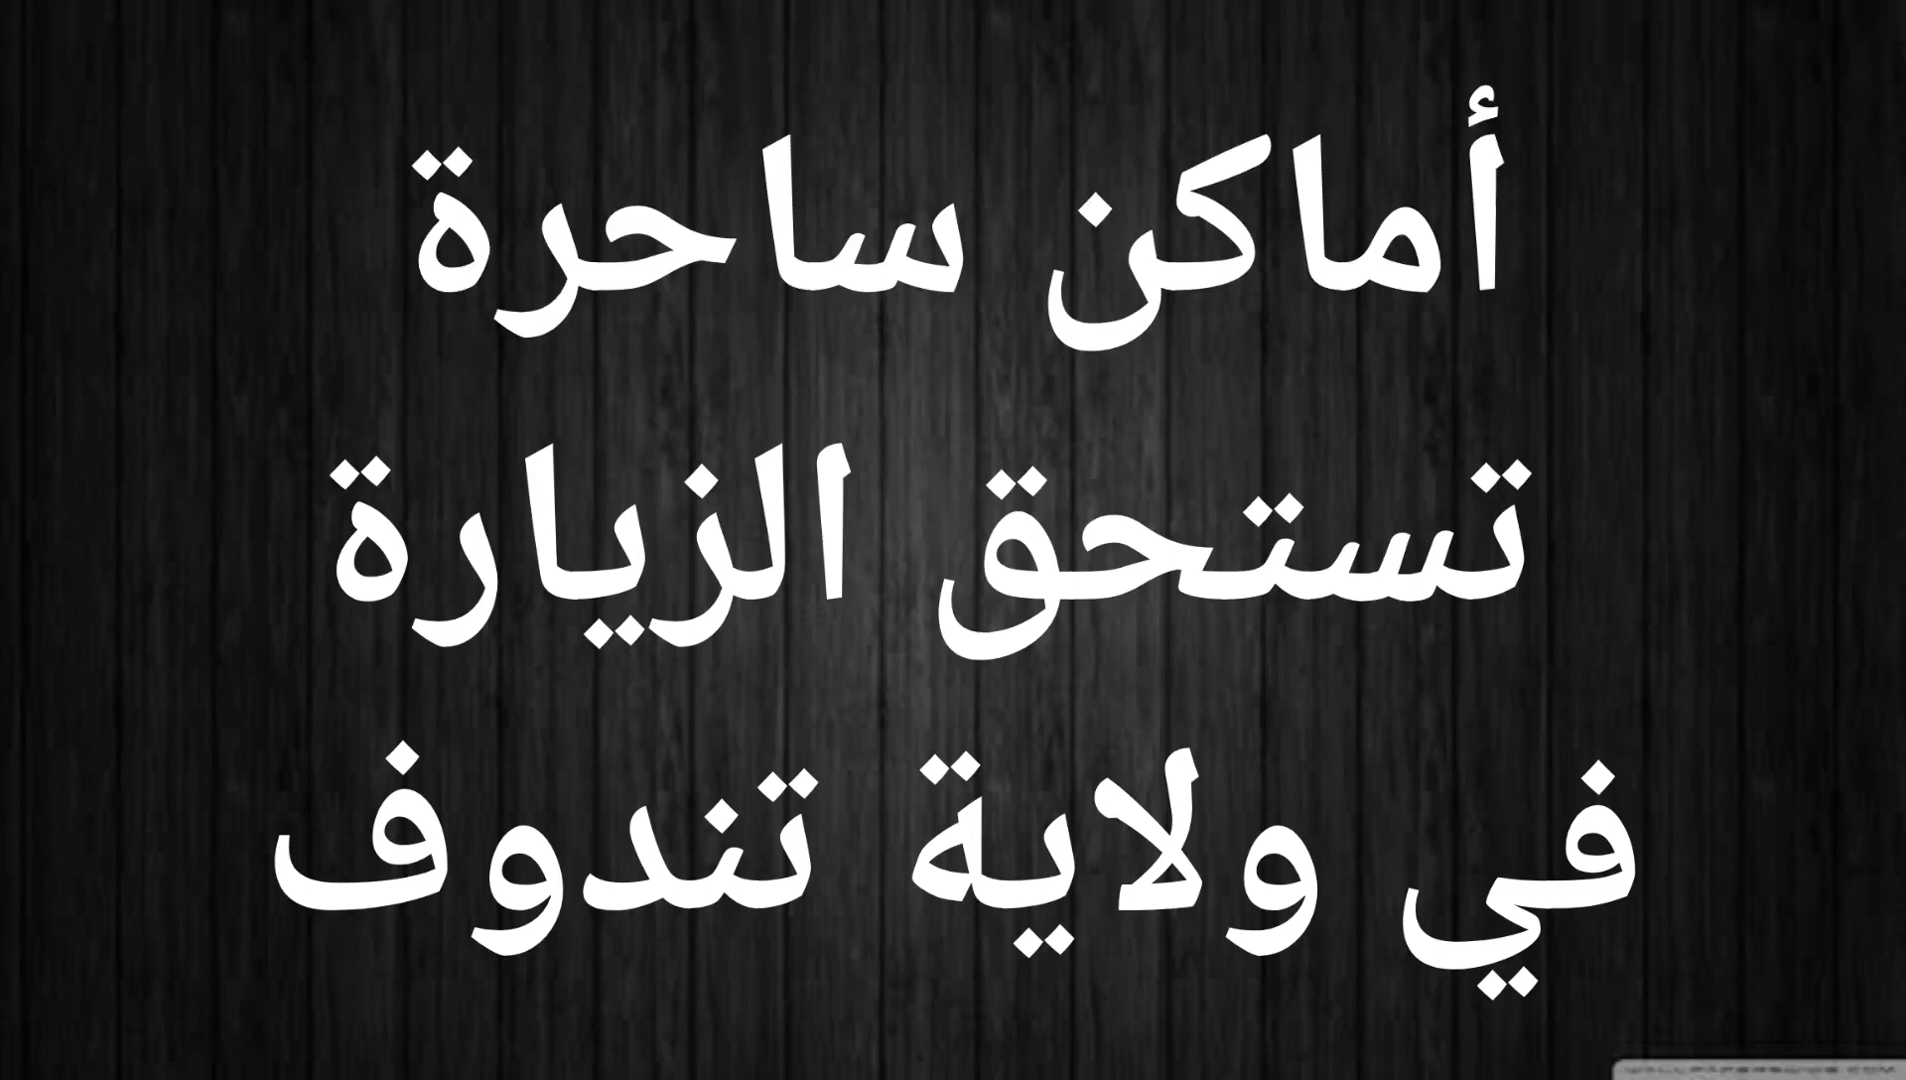 أماكن ساحرة
تستحق الزيارة
في ولاية تندوف